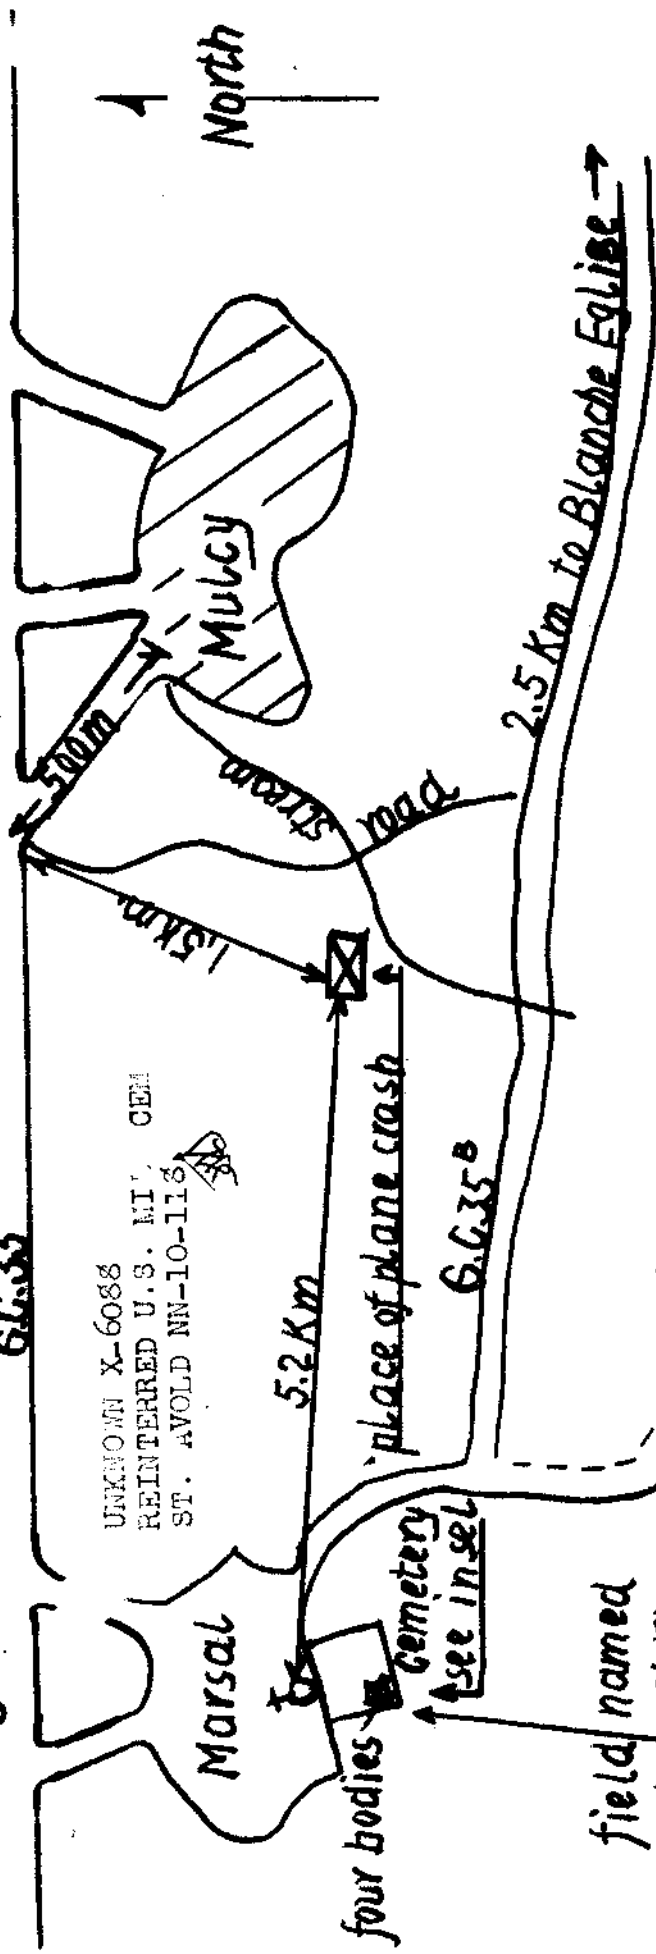 G.C.35
UNKNOWN X-6088
REINTERRED U.S. MIL CEM
ST. AVOLD NN-10-118
North
500m
Mulcy
stream
road
1,5Km
5.2 Km
place of plane crash
G.C.35ᴮ
2.5 Km to Blanche Eglise →
Marsal
four bodies
Cemetery
see insel
field named